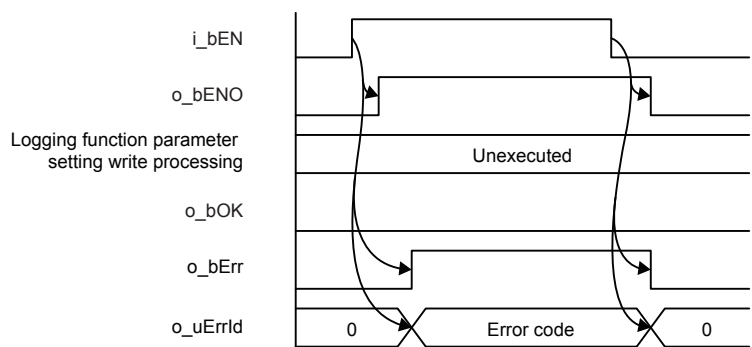 i_bEN
o_bENO
Logging function parameter
setting write processing
Unexecuted
o_bOK
o_bErr
o_uErrId
0
Error code
0